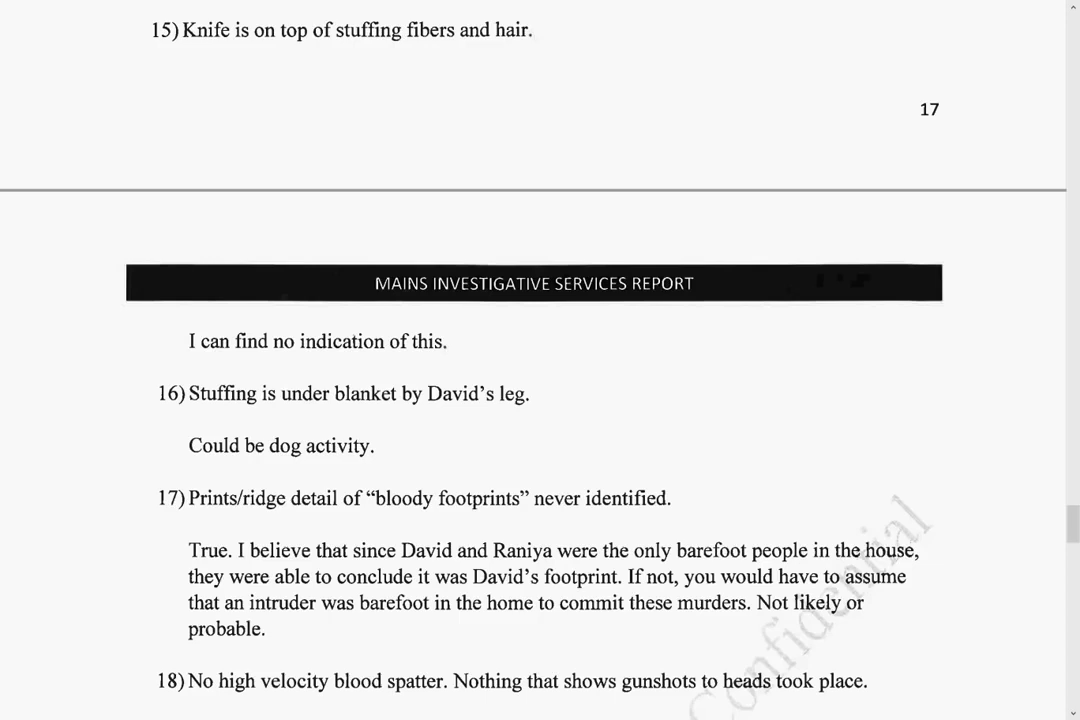 15) Knife is on top of stuffing fibers and hair.
17
MAINS INVESTIGATIVE SERVICES REPORT
I can find no indication of this.
16) Stuffing is under blanket by David’s leg.
Could be dog activity.
17) Prints/ridge detail of “bloody footprints” never identified.
True. I believe that since David and Raniya were the only barefoot people in the house,
they were able to conclude it was David’s footprint. If not, you would have to assume
that an intruder was barefoot in the home to commit these murders. Not likely or
probable.
18) No high velocity blood spatter. Nothing that shows gunshots to heads took place.
Confidential